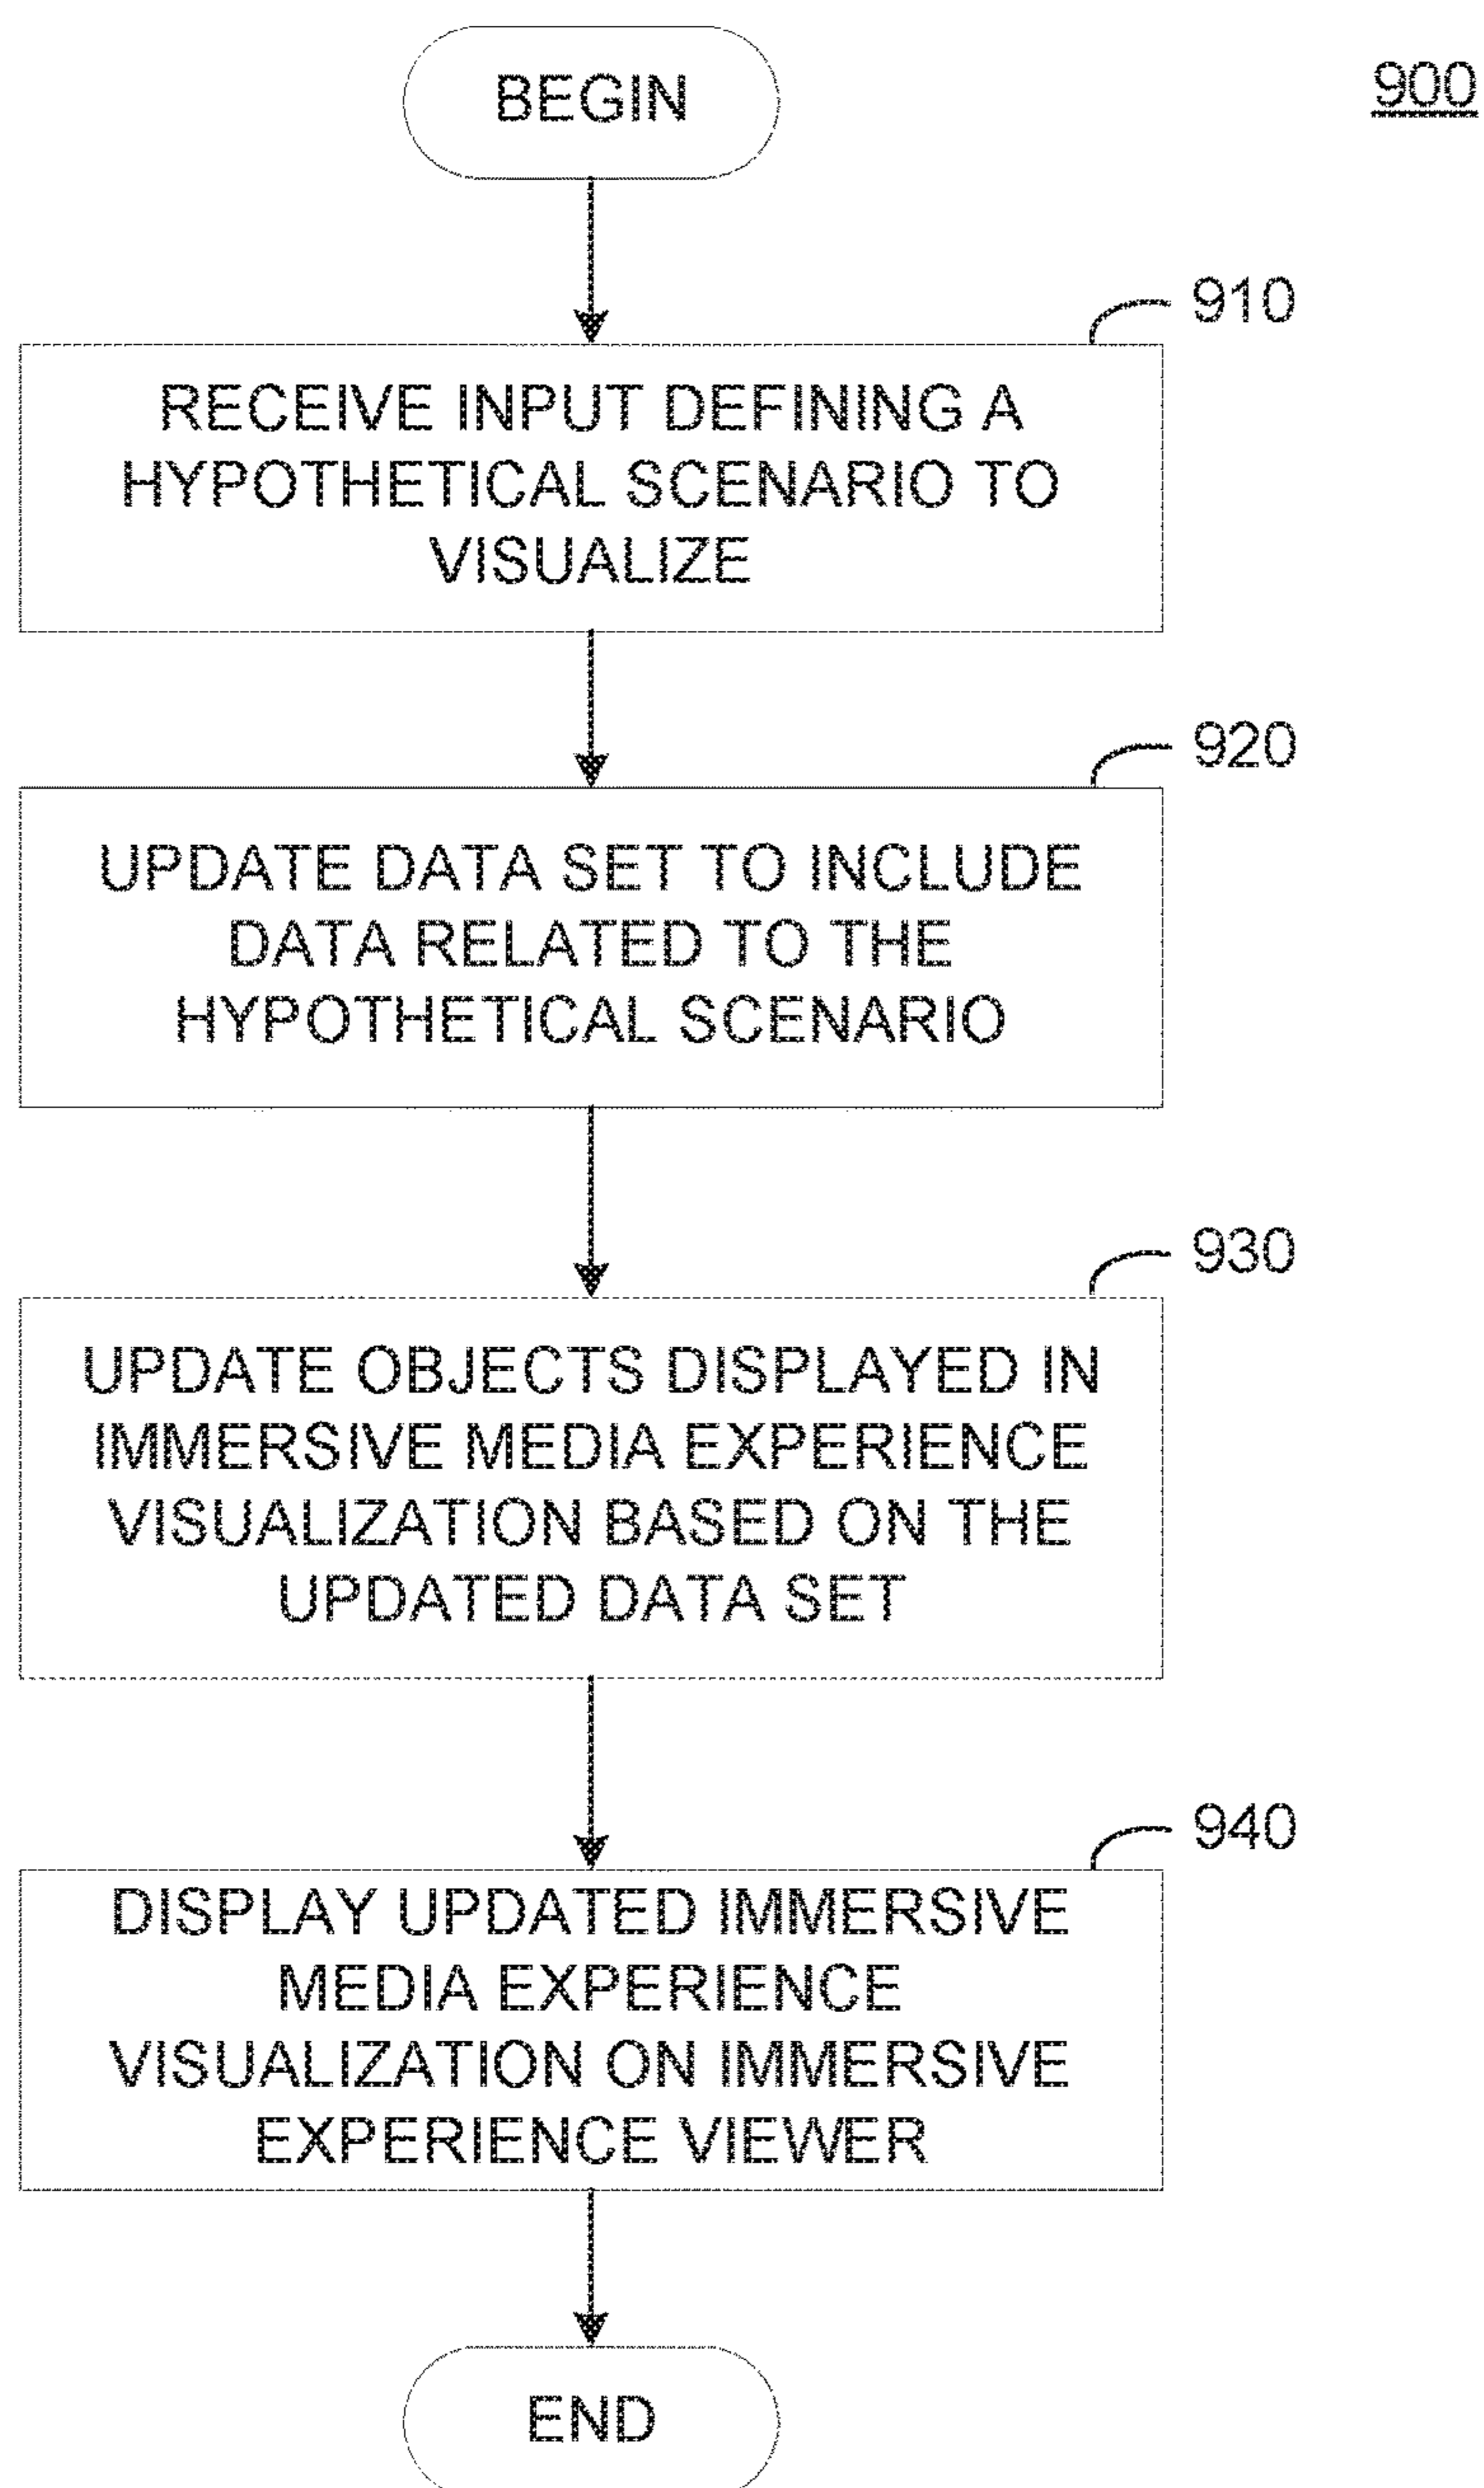 BEGIN
900
910
RECEIVE INPUT DEFINING A
HYPOTHETICAL SCENARIO TO
VISUALIZE
920
UPDATE DATA SET TO INCLUDE
DATA RELATED TO THE
HYPOTHETICAL SCENARIO
930
UPDATE OBJECTS DISPLAYED IN
IMMERSIVE MEDIA EXPERIENCE
VISUALIZATION BASED ON THE
UPDATED DATA SET
940
DISPLAY UPDATED IMMERSIVE
MEDIA EXPERIENCE
VISUALIZATION ON IMMERSIVE
EXPERIENCE VIEWER
END